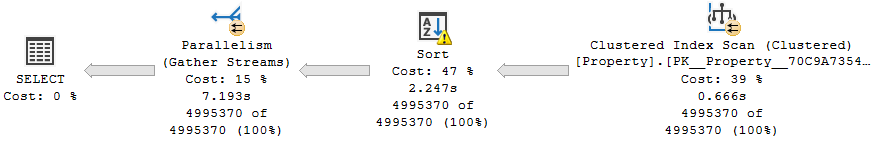 SELECT
Cost: 0 %
Parallelism
(Gather Streams)
Cost: 15 %
7.193s
4995370 of
4995370 (100%)
A
Z
Sort
Cost: 47 %
2.247s
4995370 of
4995370 (100%)
Clustered Index Scan (Clustered)
[Property].[PK__Property__70C9A7354…
Cost: 39 %
0.666s
4995370 of
4995370 (100%)